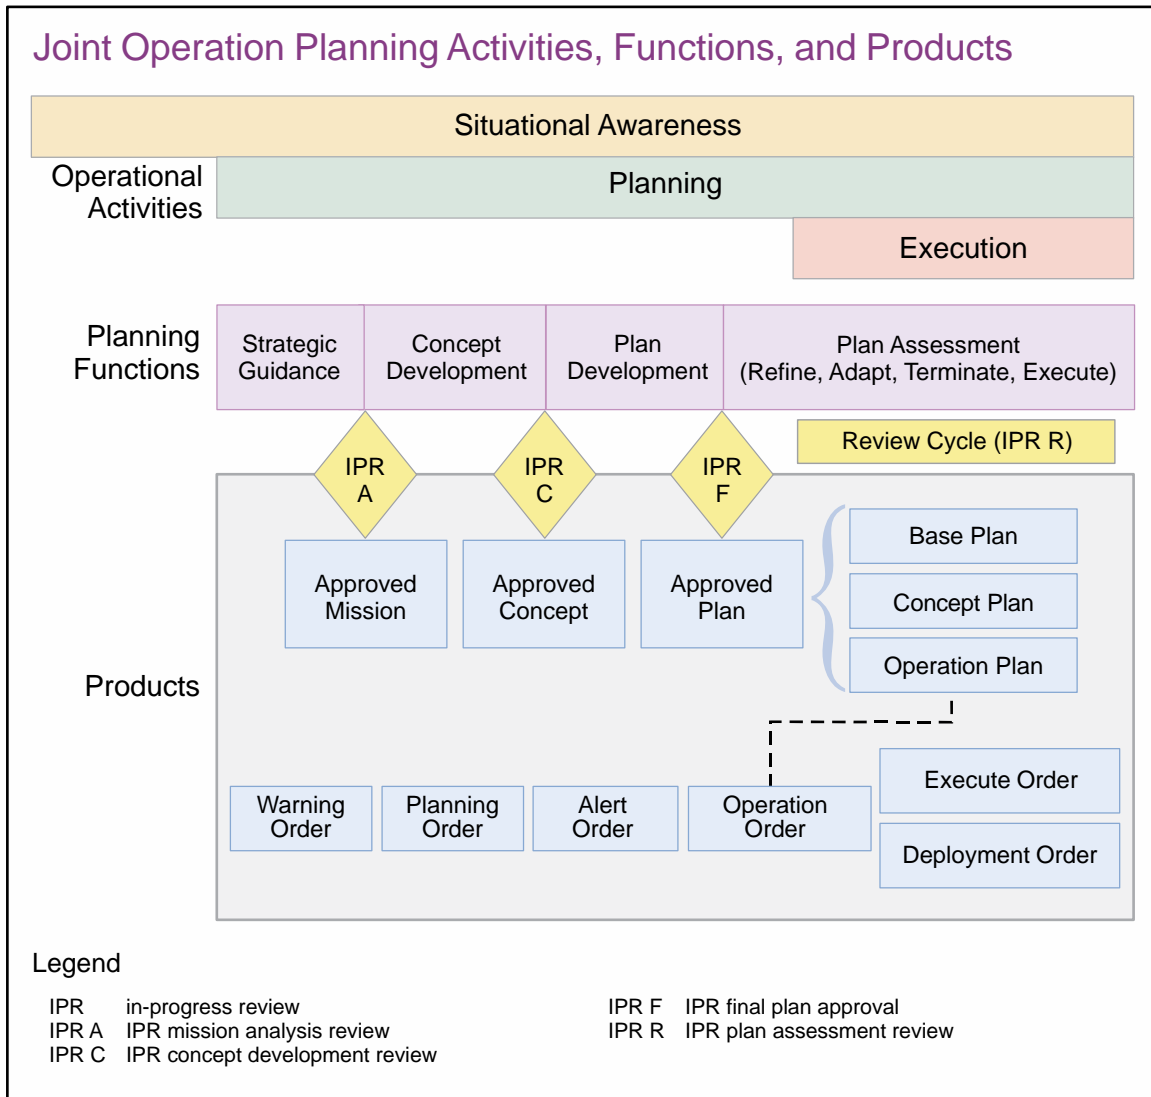 Joint Operation Planning Activities, Functions, and Products
Situational Awareness
Operational
Activities
Planning
Execution
Planning
Functions
Strategic
Guidance
Concept
Development
Plan
Development
Plan Assessment
(Refine, Adapt, Terminate, Execute)
IPR
A
IPR
C
IPR
F
Review Cycle (IPR R)
Products
Approved
Mission
Approved
Concept
Approved
Plan
Base Plan
Concept Plan
Operation Plan
Warning
Order
Planning
Order
Alert
Order
Operation
Order
Execute Order
Deployment Order
Legend
IPR in-progress review
IPR A IPR mission analysis review
IPR C IPR concept development review
IPR F IPR final plan approval
IPR R IPR plan assessment review